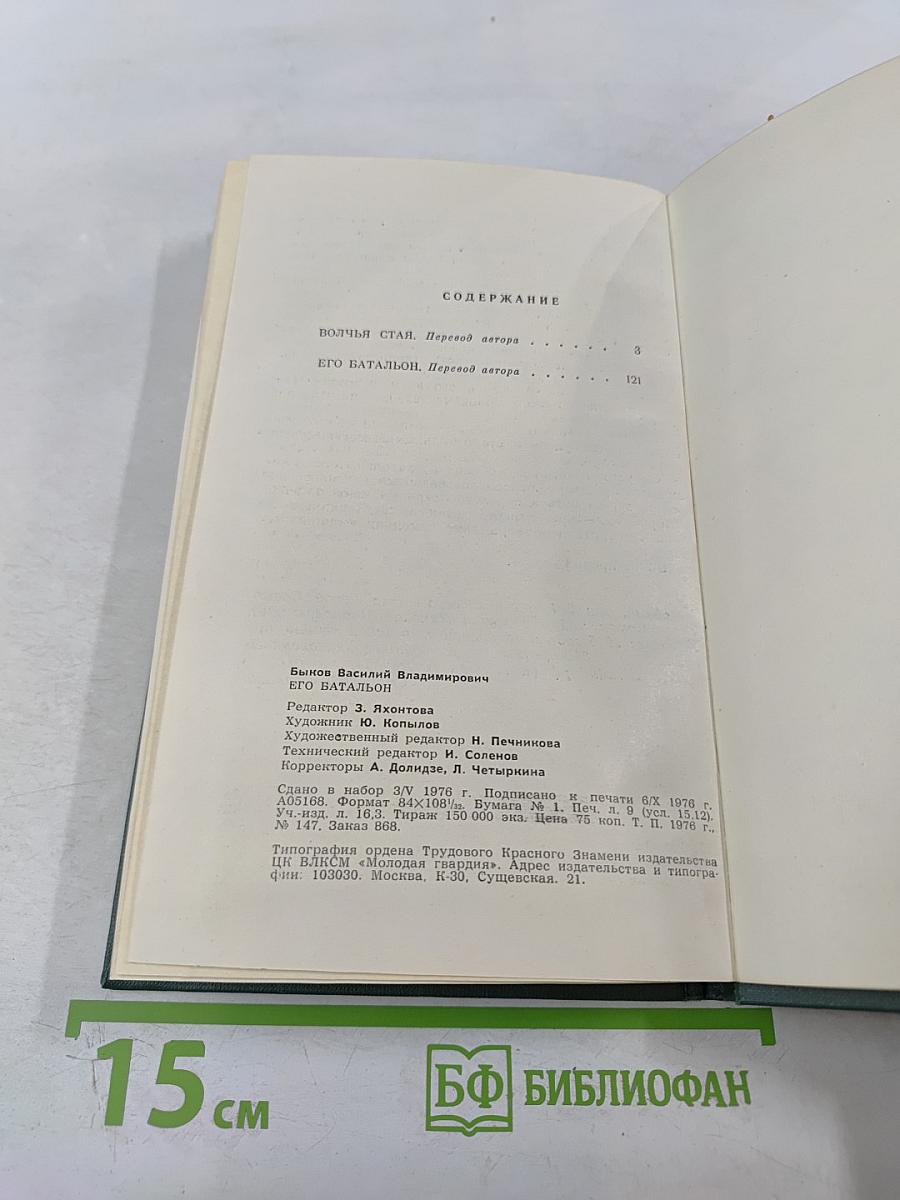 СОДЕРЖАНИЕ
ВОЛЧЬЯ СТАЯ. Перевод автора . . . . . . 3
ЕГО БАТАЛЬОН. Перевод автора . . . . . . 121
Быков Василий Владимирович
ЕГО БАТАЛЬОН
Редактор З. Яхонтова
Художник Ю. Копылов
Художественный редактор Н. Печникова
Технический редактор И. Соленов
Корректоры А. Долидзе, Л. Четыркина
Сдано в набор 3/V 1976 г. Подписано к печати 6/X 1976 г.
А05168. Формат 84×108¹/₃₂. Бумага № 1. Печ. л. 9 (усл. 15,12).
Уч.-изд. л. 16,3. Тираж 150 000 экз. Цена 75 коп. Т. П. 1976 г.,
№ 147. Заказ 868.
Типография ордена Трудового Красного Знамени издательства
ЦК ВЛКСМ «Молодая гвардия». Адрес издательства и типогра-
фии: 103030. Москва, К-30, Сущевская. 21.
15 см
БФ БИБЛИОФАН